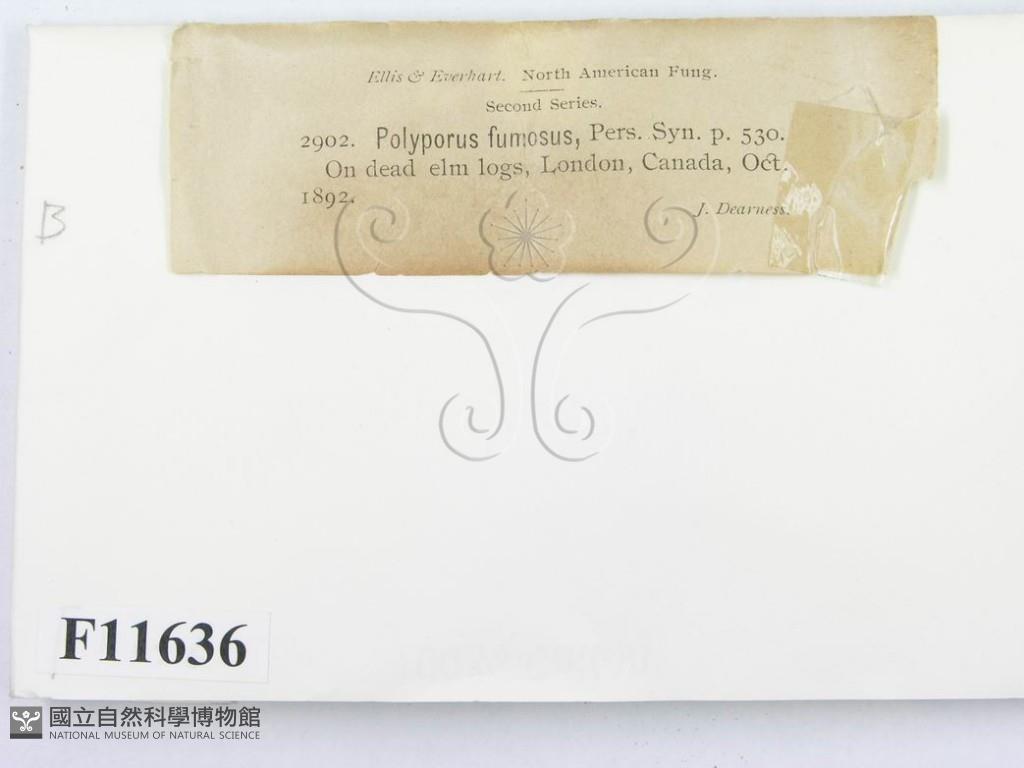 Ellis & Everhart. North American Fung.
Second Series.
2902. Polyporus fumosus, Pers. Syn. p. 530.
On dead elm logs, London, Canada, Oct.
1892.
J. Dearness.
B
F11636
國立自然科學博物館
NATIONAL MUSEUM OF NATURAL SCIENCE